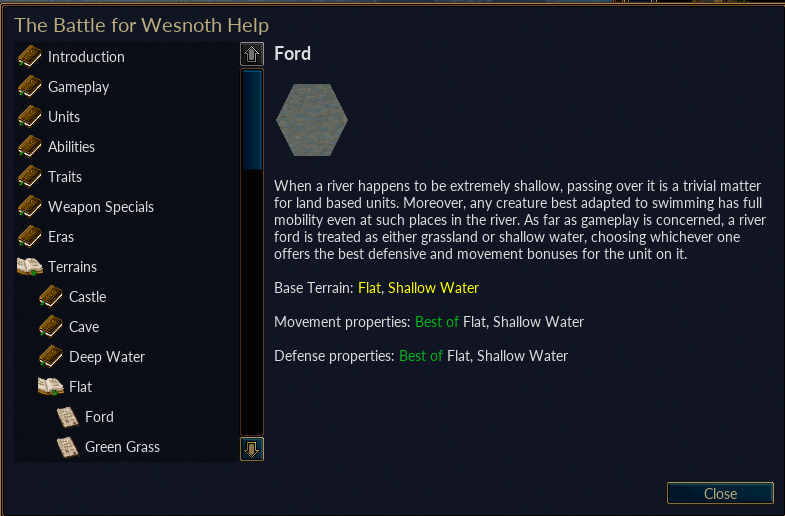 The Battle for Wesnoth Help
Introduction
Gameplay
Units
Abilities
Traits
Weapon Specials
Eras
Terrains
Castle
Cave
Deep Water
Flat
Ford
Green Grass
Ford
When a river happens to be extremely shallow, passing over it is a trivial matter
for land based units. Moreover, any creature best adapted to swimming has full
mobility even at such places in the river. As far as gameplay is concerned, a river
ford is treated as either grassland or shallow water, choosing whichever one
offers the best defensive and movement bonuses for the unit on it.
Base Terrain: Flat, Shallow Water
Movement properties: Best of Flat, Shallow Water
Defense properties: Best of Flat, Shallow Water
Close